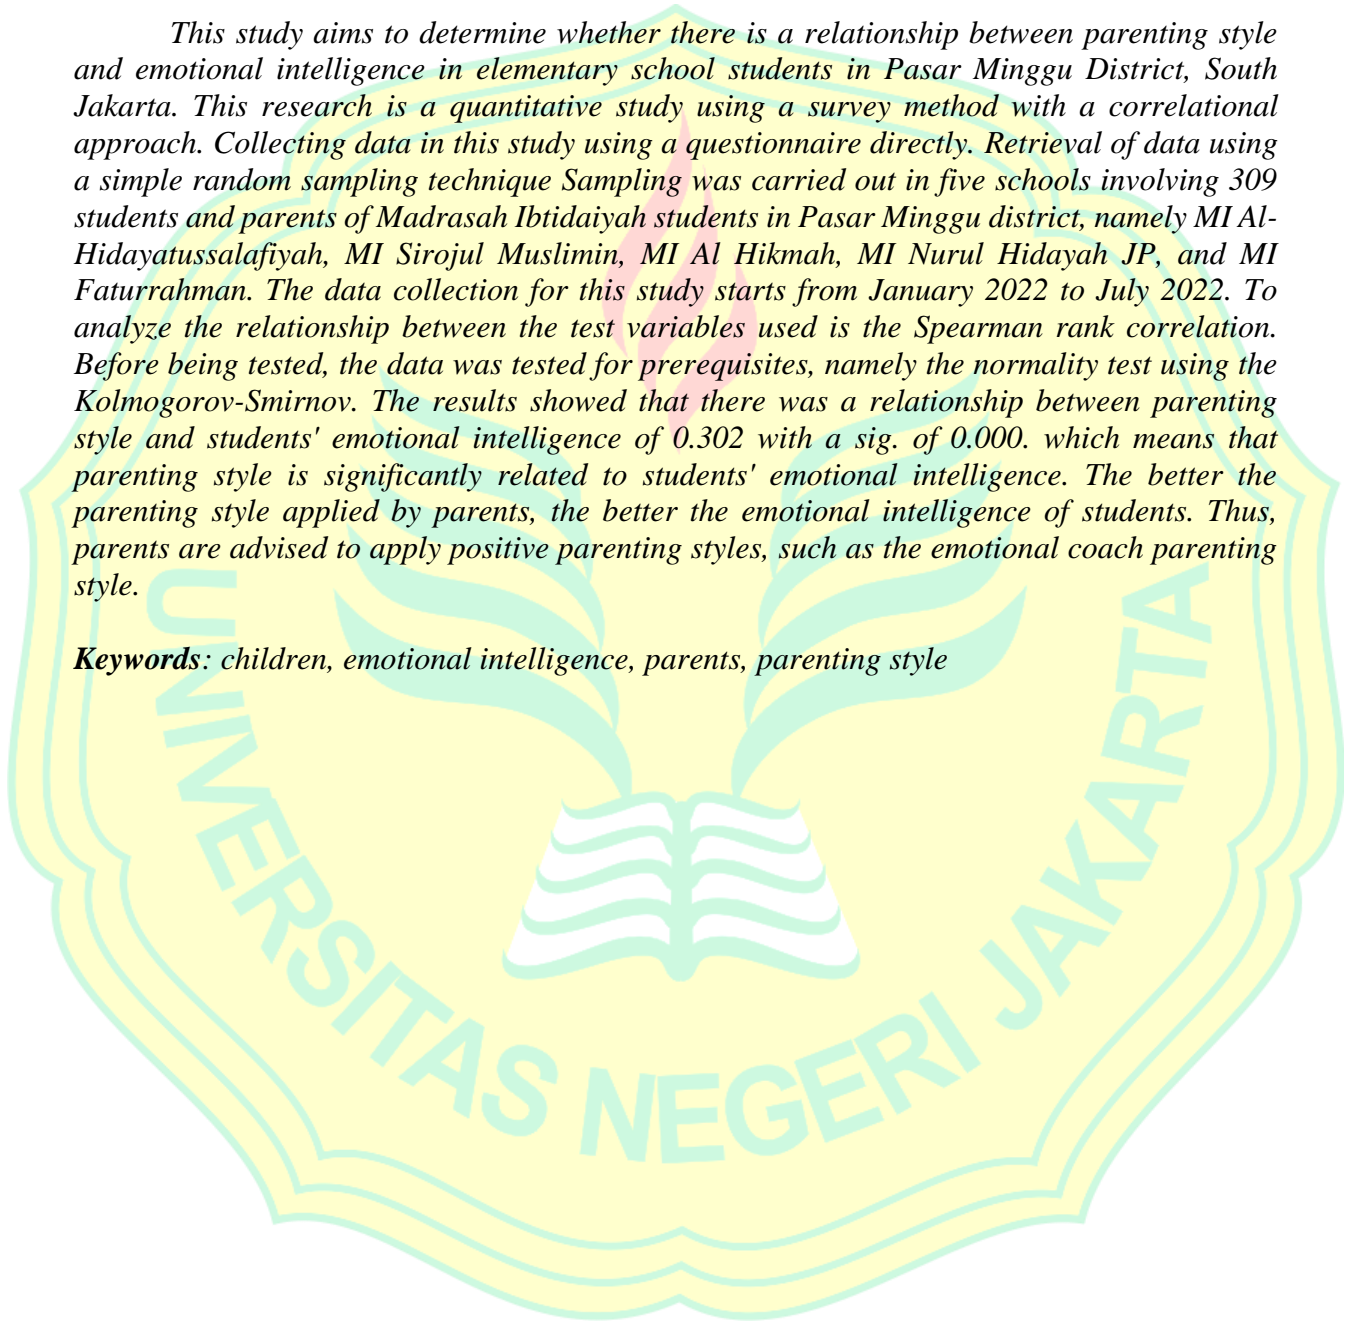 This study aims to determine whether there is a relationship between parenting style
and emotional intelligence in elementary school students in Pasar Minggu District, South
Jakarta. This research is a quantitative study using a survey method with a correlational
approach. Collecting data in this study using a questionnaire directly. Retrieval of data using
a simple random sampling technique Sampling was carried out in five schools involving 309
students and parents of Madrasah Ibtidaiyah students in Pasar Minggu district, namely MI Al-
Hidayatussalafiyah, MI Sirojul Muslimin, MI Al Hikmah, MI Nurul Hidayah JP, and MI
Faturrahman. The data collection for this study starts from January 2022 to July 2022. To
analyze the relationship between the test variables used is the Spearman rank correlation.
Before being tested, the data was tested for prerequisites, namely the normality test using the
Kolmogorov-Smirnov. The results showed that there was a relationship between parenting
style and students' emotional intelligence of 0.302 with a sig. of 0.000. which means that
parenting style is significantly related to students' emotional intelligence. The better the
parenting style applied by parents, the better the emotional intelligence of students. Thus,
parents are advised to apply positive parenting styles, such as the emotional coach parenting
style.
Keywords: children, emotional intelligence, parents, parenting style
UNIVERSITAS NEGERI JAKARTA